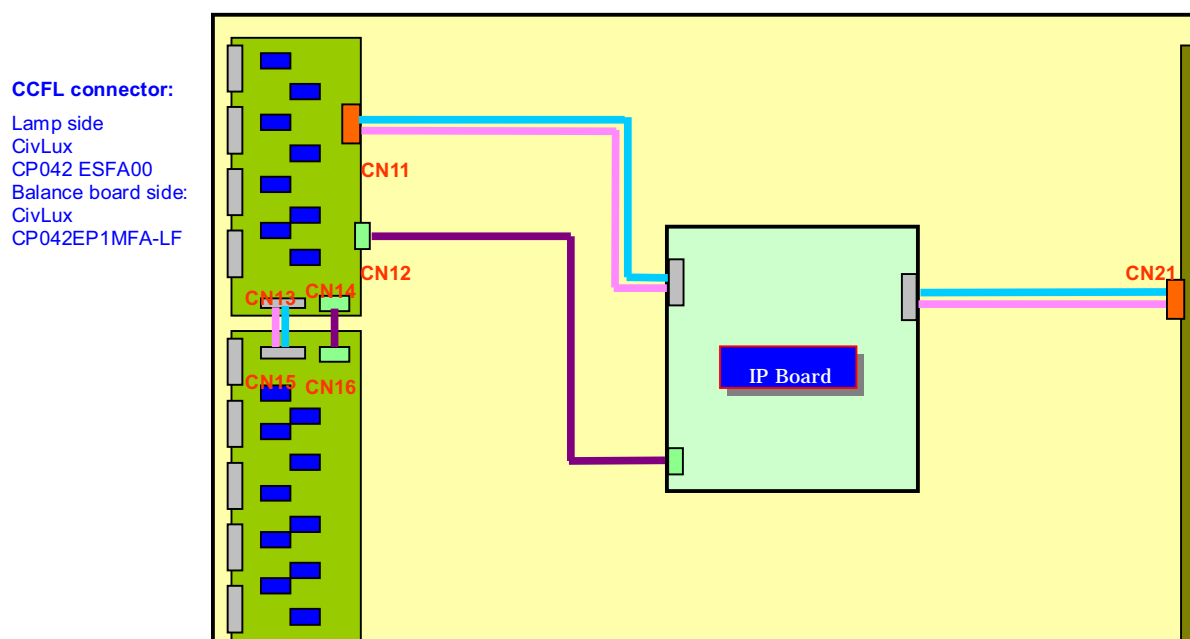 CCFL connector:
Lamp side
CivLux
CP042 ESFA00
Balance board side:
CivLux
CP042EP1MFA-LF
CN11
CN12
CN13
CN14
CN15
CN16
IP Board
CN21